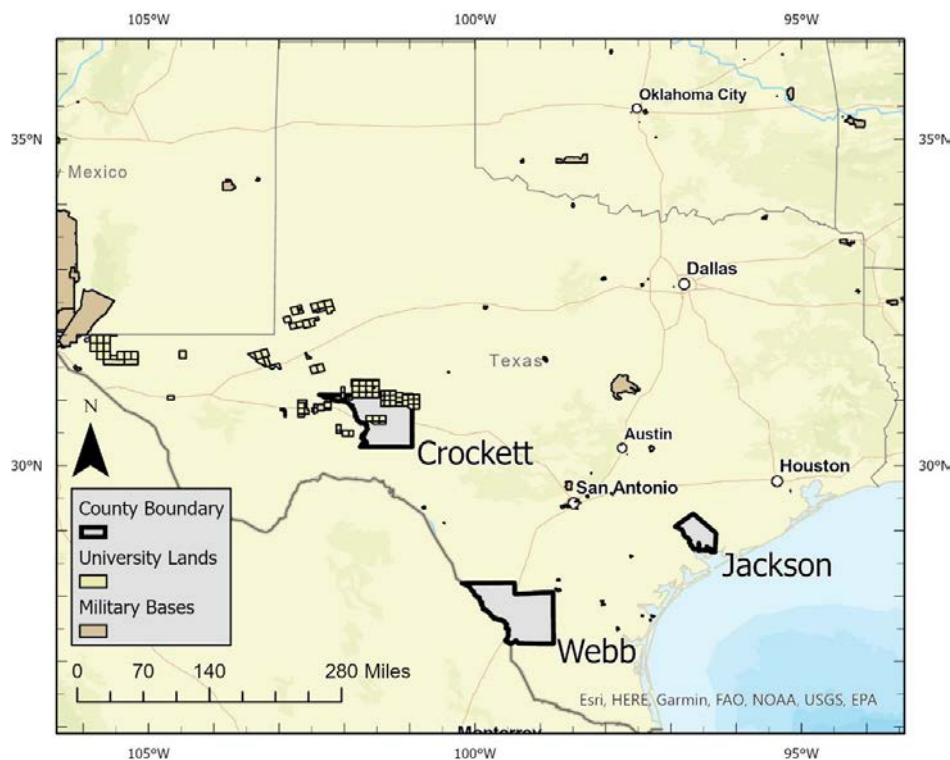 105°W 100°W 95°W
Oklahoma City
35°N 35°N
Mexico
Dallas
Texas
N
Austin
Crockett
Houston
30°N 30°N
San Antonio
County Boundary
University Lands
Jackson
Military Bases
Webb
0 70 140 280 Miles
Esri, HERE, Garmin, FAO, NOAA, USGS, EPA
Monterrey
105°W 100°W 95°W